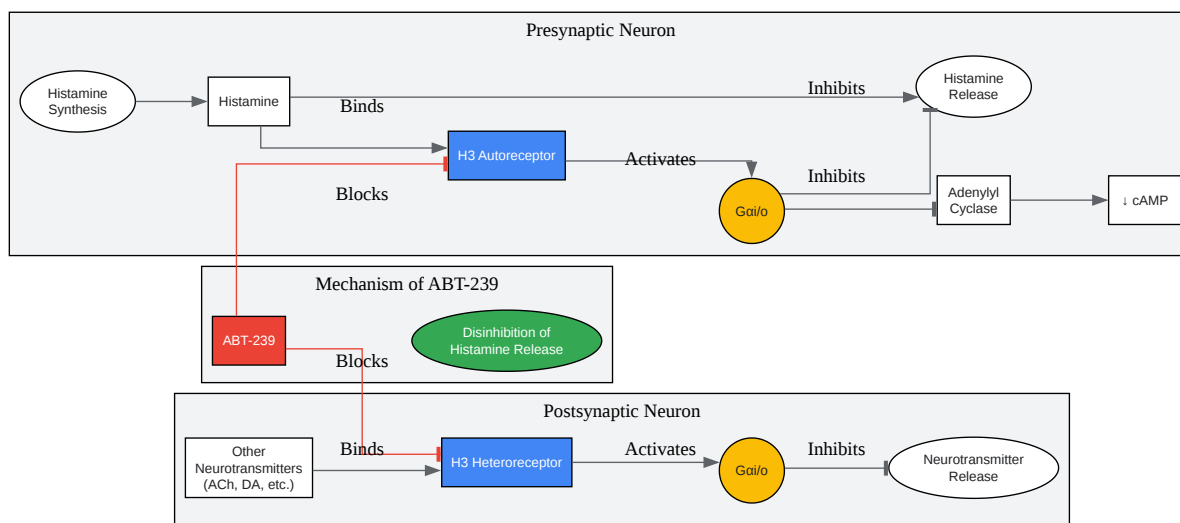 Presynaptic Neuron
Histamine
Synthesis
Histamine
Binds
Inhibits
Histamine
Release
H3 Autoreceptor
Activates
Blocks
Gαi/o
Inhibits
Adenylyl
Cyclase
↓ cAMP
Mechanism of ABT-239
ABT-239
Disinhibition of
Histamine Release
Blocks
Postsynaptic Neuron
Other
Neurotransmitters
(ACh, DA, etc.)
Binds
H3 Heteroreceptor
Activates
Gαi/o
Inhibits
Neurotransmitter
Release